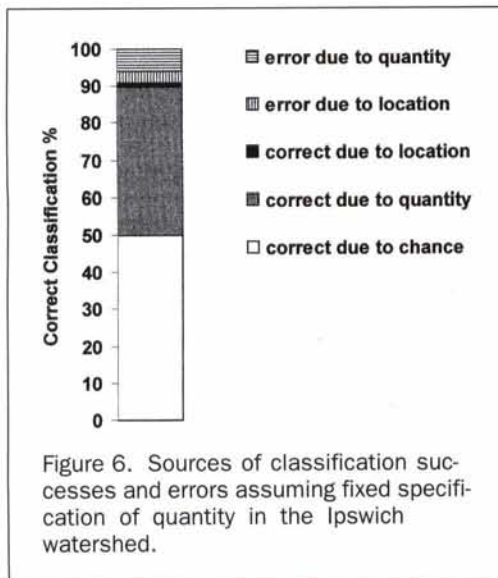 100
90
80
70
60
50
40
30
20
10
0
Correct Classification %
error due to quantity
error due to location
correct due to location
correct due to quantity
correct due to chance
Figure 6. Sources of classification suc-
cesses and errors assuming fixed specifi-
cation of quantity in the Ipswich
watershed.